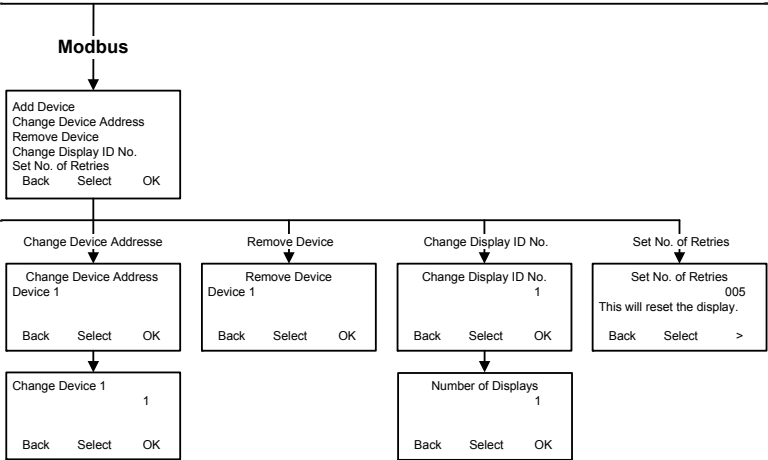 Modbus
Add Device
Change Device Address
Remove Device
Change Display ID No.
Set No. of Retries
Back Select OK
Change Device Addresse
Remove Device
Change Display ID No.
Set No. of Retries
Change Device Address
Device 1
Back Select OK
Remove Device
Device 1
Back Select OK
Change Display ID No.
1
Back Select OK
Set No. of Retries
005
This will reset the display.
Back Select >
Change Device 1
1
Back Select OK
Number of Displays
1
Back Select OK